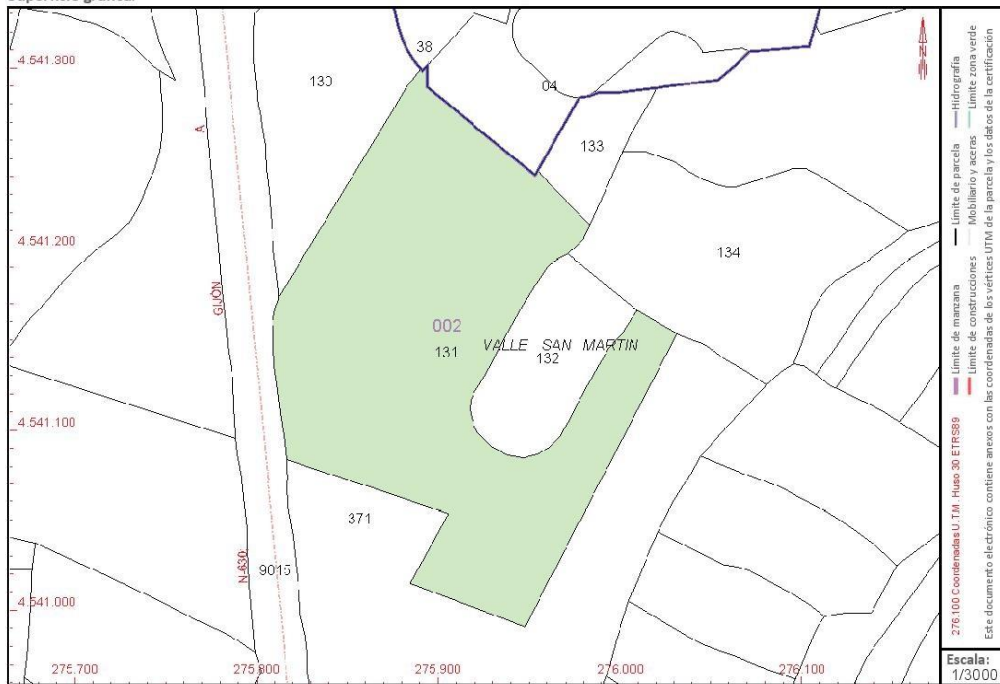 4.541.300
38
130
04
A
133
4.541.200
134
GIJÓN
002
VALLE SAN MARTIN
131
132
4.541.100
371
N-630,
9015
4.541.000
275.700
275.800
275.900
276.000
276.100
N
276.100 Coordenadas U.T.M. Huso 30 ETRS89
Límite de manzana
Límite de parcela
Hidrografía
Límite de construcciones
Mobiliario y aceras
Límite zona verde
Este documento electrónico contiene anexos con las coordenadas de los vértices UTM de la parcela y los datos de la certificación
Escala:
1/3000